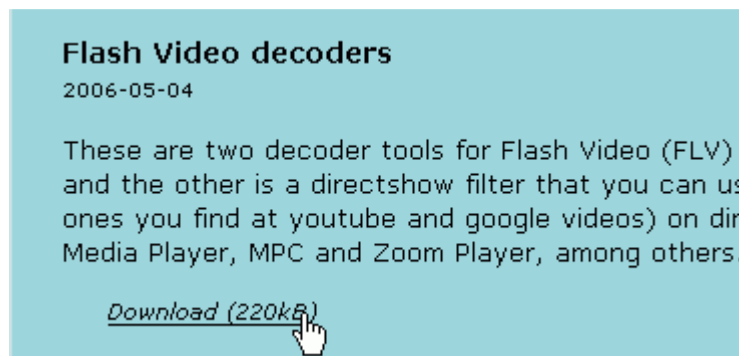 Flash Video decoders
2006-05-04
These are two decoder tools for Flash Video (FLV)
and the other is a directshow filter that you can
ones you find at youtube and google videos) on
Media Player, MPC and Zoom Player, among others.
Download (220kB)